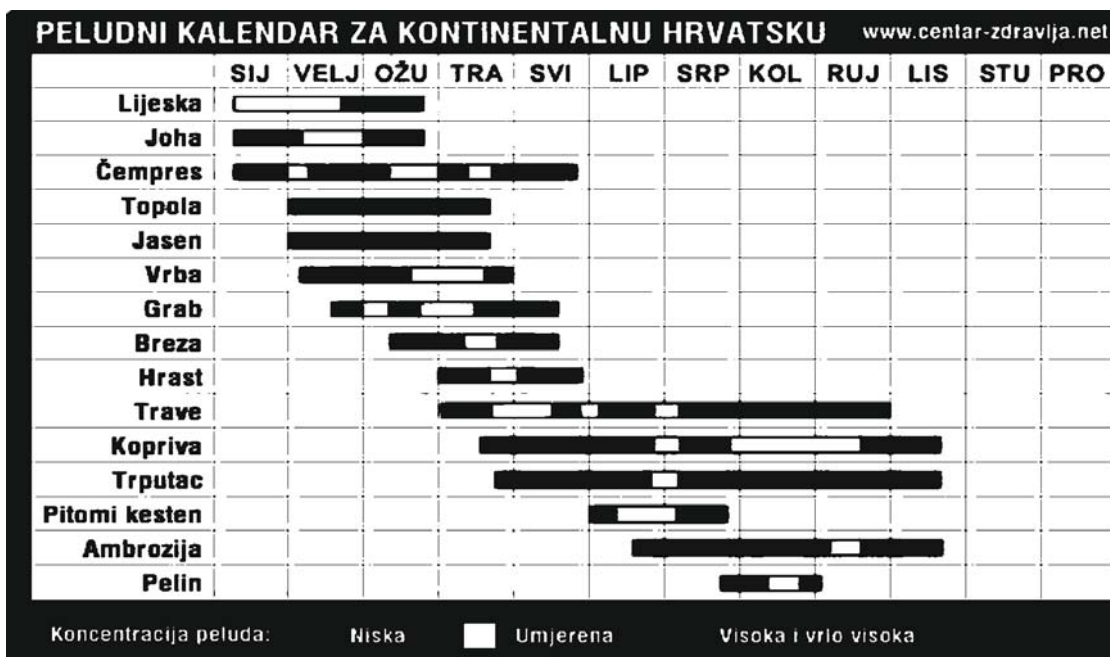 PELUDNI KALENDAR ZA KONTINENTALNU HRVATSKU www.centar-zdravlja.net
SIJ VELJ OŽU TRA SVI LIP SRP KOL RUJ LIS STU PRO
Lijeska
Joha
Čempres
Topola
Jasen
Vrba
Grab
Breza
Hrast
Trave
Kopriva
Trputac
Pitomi kesten
Ambrozija
Pelin
Koncentracija peluda: Niska Umjerena Visoka i vrlo visoka